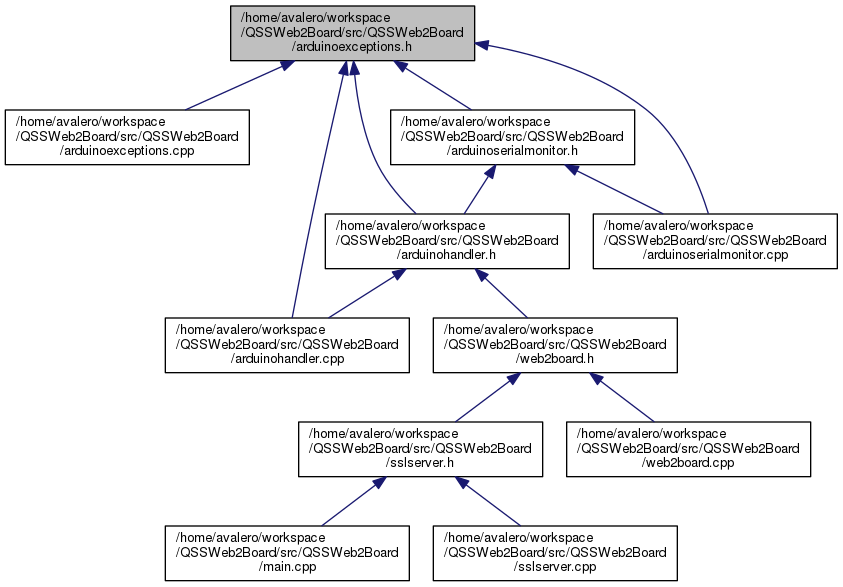 /home/avalero/workspace
/QSSWeb2Board/src/QSSWeb2Board
/arduinoexceptions.h
/home/avalero/workspace
/QSSWeb2Board/src/QSSWeb2Board
/arduinoexceptions.cpp
/home/avalero/workspace
/QSSWeb2Board/src/QSSWeb2Board
/arduinoserialmonitor.h
/home/avalero/workspace
/QSSWeb2Board/src/QSSWeb2Board
/arduinohandler.h
/home/avalero/workspace
/QSSWeb2Board/src/QSSWeb2Board
/arduinoserialmonitor.cpp
/home/avalero/workspace
/QSSWeb2Board/src/QSSWeb2Board
/arduinohandler.cpp
/home/avalero/workspace
/QSSWeb2Board/src/QSSWeb2Board
/web2board.h
/home/avalero/workspace
/QSSWeb2Board/src/QSSWeb2Board
/sslserver.h
/home/avalero/workspace
/QSSWeb2Board/src/QSSWeb2Board
/web2board.cpp
/home/avalero/workspace
/QSSWeb2Board/src/QSSWeb2Board
/main.cpp
/home/avalero/workspace
/QSSWeb2Board/src/QSSWeb2Board
/sslserver.cpp